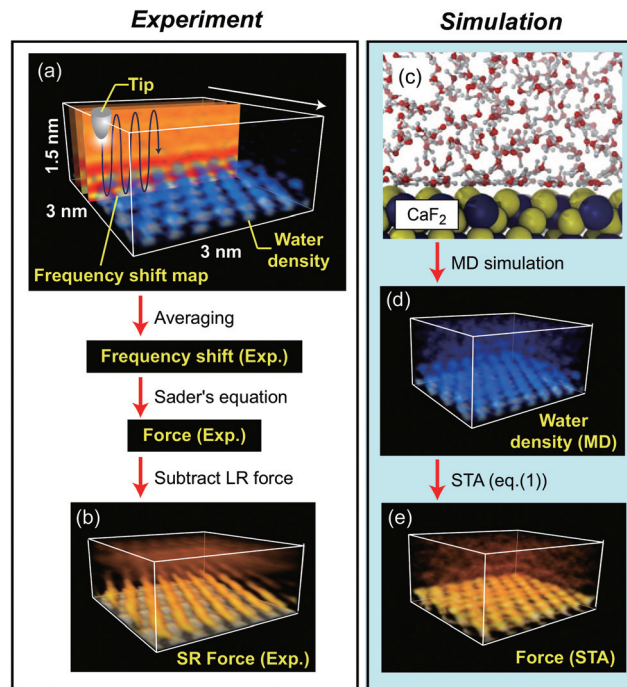 Experiment
(a)
Tip
1.5 nm
3 nm
3 nm
Water
density
Frequency shift map
Averaging
Frequency shift (Exp.)
Sader's equation
Force (Exp.)
Subtract LR force
(b)
SR Force (Exp.)
Simulation
(c)
CaF₂
MD simulation
(d)
Water
density (MD)
STA (eq.(1))
(e)
Force (STA)